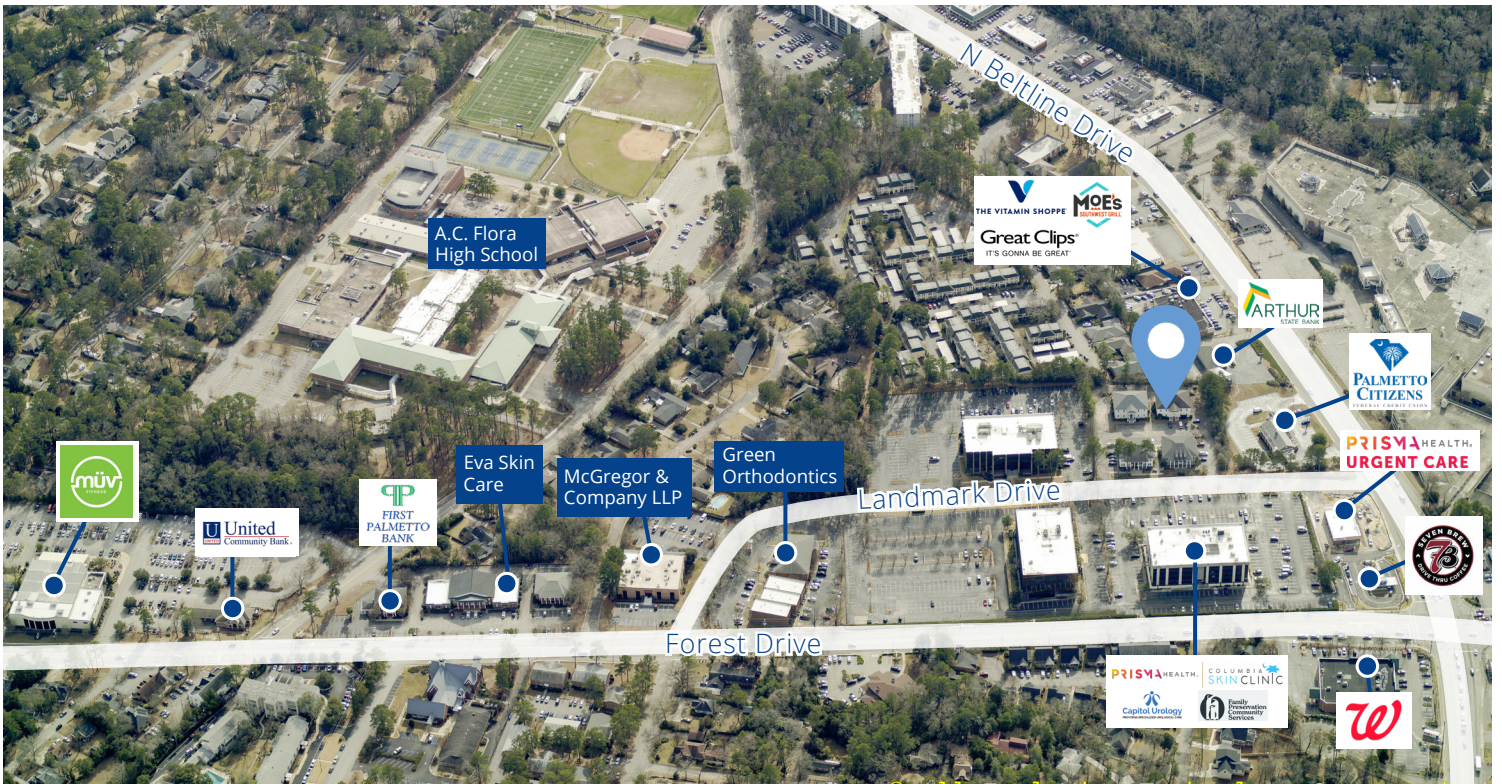 N Beltline Drive
THE VITAMIN SHOPPE
MOE'S
SOUTHWEST GRILL
Great Clips
IT'S GONNA BE GREAT
A.C. Flora
High School
ARTHUR
STATE BANK
PALMETTO
CITIZENS
FEDERAL CREDIT UNION
PRISMA HEALTH.
URGENT CARE
müv
FITNESS
United
Community Bank
FIRST
PALMETTO
BANK
Eva Skin
Care
McGregor &
Company LLP
Green
Orthodontics
Landmark Drive
SEVEN BREW
7B
DRIVE THRU COFFEE
Forest Drive
PRISMA HEALTH.
COLUMBIA
SKIN CLINIC
Capitol Urology
Family
Preservation
Community
Services
W